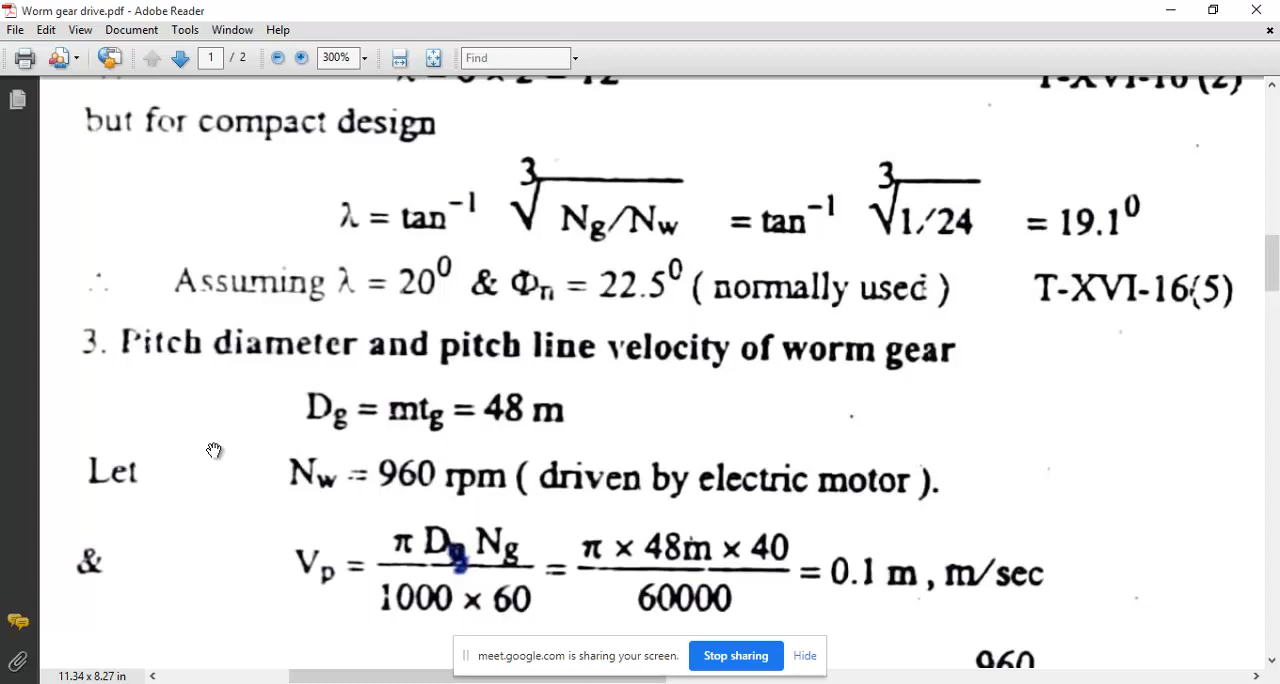 Worm gear drive.pdf - Adobe Reader
File Edit View Document Tools Window Help
1 / 2 300% Find
but for compact design
λ = tan⁻¹ ∛Ng/Nw = tan⁻¹ ∛1/24 = 19.1⁰
∴ Assuming λ = 20⁰ & Φn = 22.5⁰ ( normally used ) T-XVI-16(5)
3. Pitch diameter and pitch line velocity of worm gear
Dg = mtg = 48 m
Let Nw = 960 rpm ( driven by electric motor ).
& Vp = π Dg Ng / 1000 × 60 = π × 48m × 40 / 60000 = 0.1 m , m/sec
meet.google.com is sharing your screen. Stop sharing Hide
960
11.34 x 8.27 in